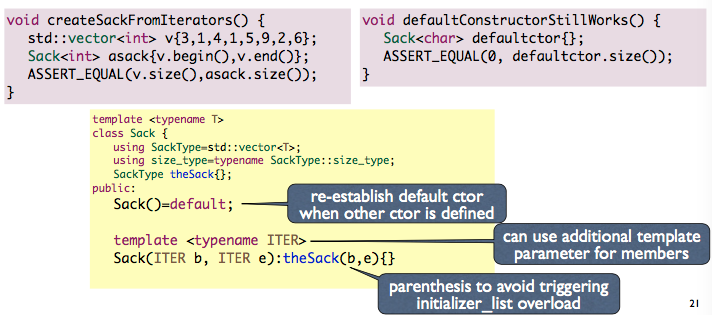 void createSackFromIterators() {
std::vector<int> v{3,1,4,1,5,9,2,6};
Sack<int> asack{v.begin(),v.end()};
ASSERT_EQUAL(v.size(),asack.size());
}
void defaultConstructorStillWorks() {
Sack<char> defaultctor{};
ASSERT_EQUAL(0, defaultctor.size());
}
template <typename T>
class Sack {
using SackType=std::vector<T>;
using size_type=typename SackType::size_type;
SackType theSack{};
public:
Sack()=default;
re-establish default ctor
when other ctor is defined
template <typename ITER>
Sack(ITER b, ITER e):theSack(b,e){}
can use additional template
parameter for members
parenthesis to avoid triggering
initializer_list overload
21